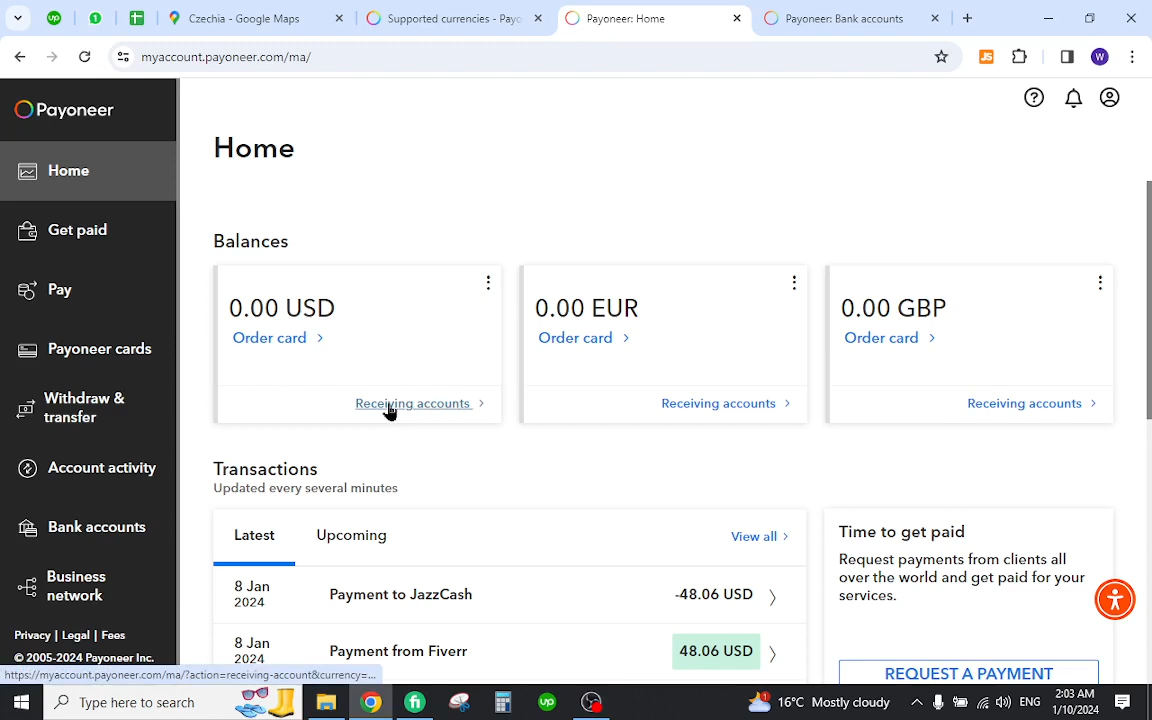 Czechia - Google Maps
Supported currencies - Payo
Payoneer: Home
Payoneer: Bank accounts
myaccount.payoneer.com/ma/
JS
W
Payoneer
Home
Get paid
Pay
Payoneer cards
Withdraw &
transfer
Account activity
Bank accounts
Business
network
Privacy | Legal | Fees
© 2005-2024 Payoneer Inc.
Home
Balances
0.00 USD
Order card
Receiving accounts
0.00 EUR
Order card
Receiving accounts
0.00 GBP
Order card
Receiving accounts
Transactions
Updated every several minutes
Latest
Upcoming
View all
8 Jan
2024
Payment to JazzCash
-48.06 USD
8 Jan
2024
Payment from Fiverr
48.06 USD
Time to get paid
Request payments from clients all
over the world and get paid for your
services.
REQUEST A PAYMENT
https://myaccount.payoneer.com/ma/?action=receiving-account&currency=...
Type here to search
fi
up
1
16°C Mostly cloudy
ENG
2:03 AM
1/10/2024